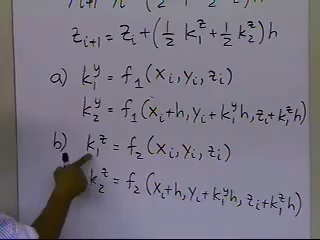 z_{i+1} = z_i + (1/2 k_1^z + 1/2 k_2^z) h
a) k_1^y = f_1(x_i, y_i, z_i)
k_2^y = f_1(x_i+h, y_i+k_1^y h, z_i+k_1^z h)
b) k_1^z = f_2(x_i, y_i, z_i)
k_2^z = f_2(x_i+h, y_i+k_1^y h, z_i+k_1^z h)